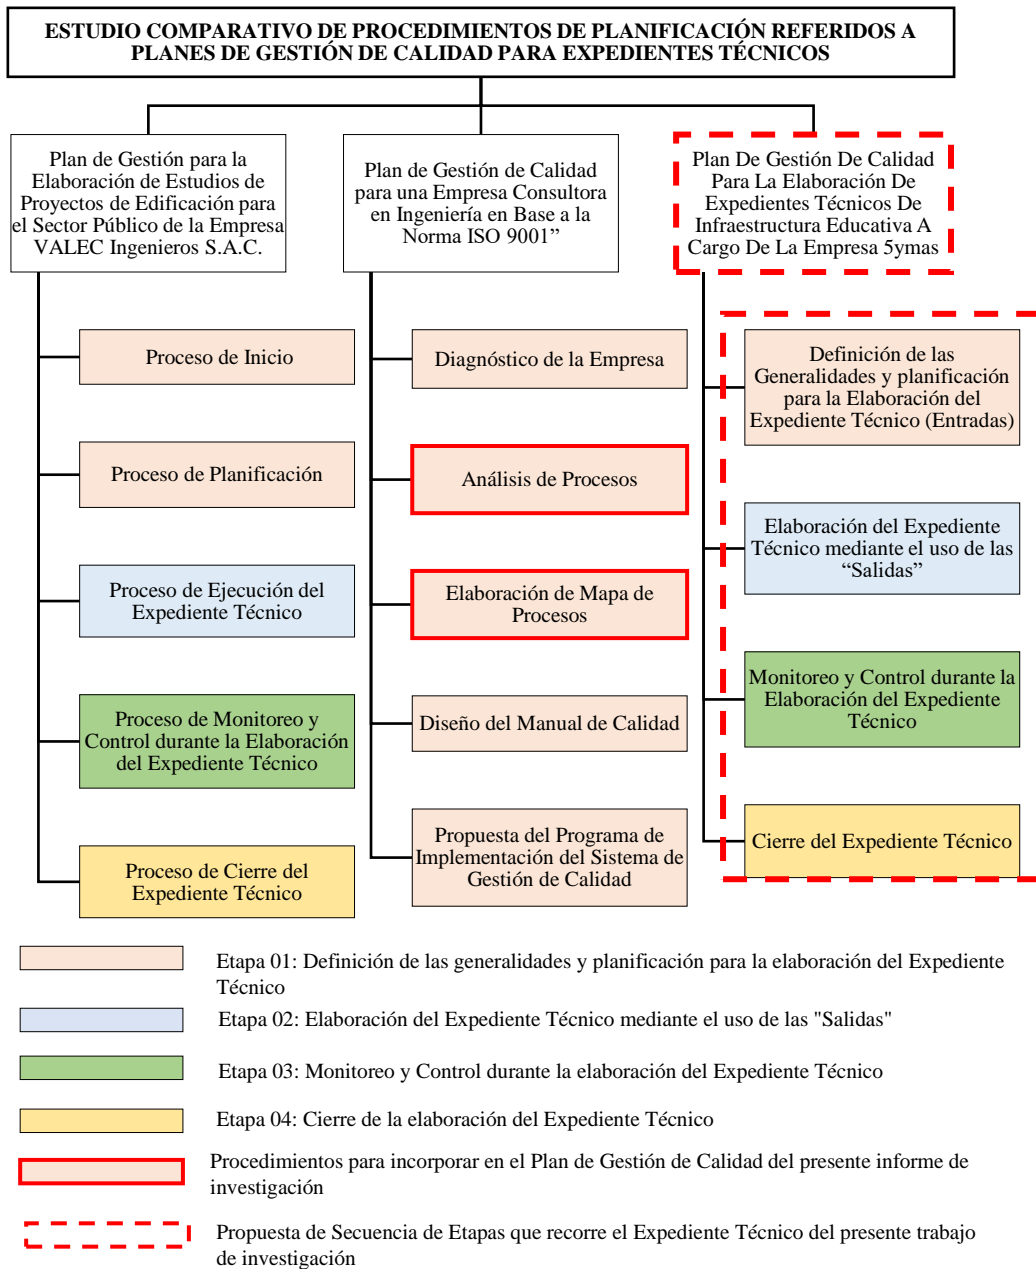 ESTUDIO COMPARATIVO DE PROCEDIMIENTOS DE PLANIFICACIÓN REFERIDOS A
PLANES DE GESTIÓN DE CALIDAD PARA EXPEDIENTES TÉCNICOS
Plan de Gestión para la
Elaboración de Estudios de
Proyectos de Edificación para
el Sector Público de la Empresa
VALEC Ingenieros S.A.C.
Proceso de Inicio
Proceso de Planificación
Proceso de Ejecución del
Expediente Técnico
Proceso de Monitoreo y
Control durante la Elaboración
del Expediente Técnico
Proceso de Cierre del
Expediente Técnico
Plan de Gestión de Calidad
para una Empresa Consultora
en Ingeniería en Base a la
Norma ISO 9001”
Diagnóstico de la Empresa
Análisis de Procesos
Elaboración de Mapa de
Procesos
Diseño del Manual de Calidad
Propuesta del Programa de
Implementación del Sistema de
Gestión de Calidad
Plan De Gestión De Calidad
Para La Elaboración De
Expedientes Técnicos De
Infraestructura Educativa A
Cargo De La Empresa 5ymas
Definición de las
Generalidades y planificación
para la Elaboración del
Expediente Técnico (Entradas)
Elaboración del Expediente
Técnico mediante el uso de las
“Salidas”
Monitoreo y Control durante la
Elaboración del Expediente
Técnico
Cierre del Expediente Técnico
Etapa 01: Definición de las generalidades y planificación para la elaboración del Expediente
Técnico
Etapa 02: Elaboración del Expediente Técnico mediante el uso de las "Salidas"
Etapa 03: Monitoreo y Control durante la elaboración del Expediente Técnico
Etapa 04: Cierre de la elaboración del Expediente Técnico
Procedimientos para incorporar en el Plan de Gestión de Calidad del presente informe de
investigación
Propuesta de Secuencia de Etapas que recorre el Expediente Técnico del presente trabajo
de investigación